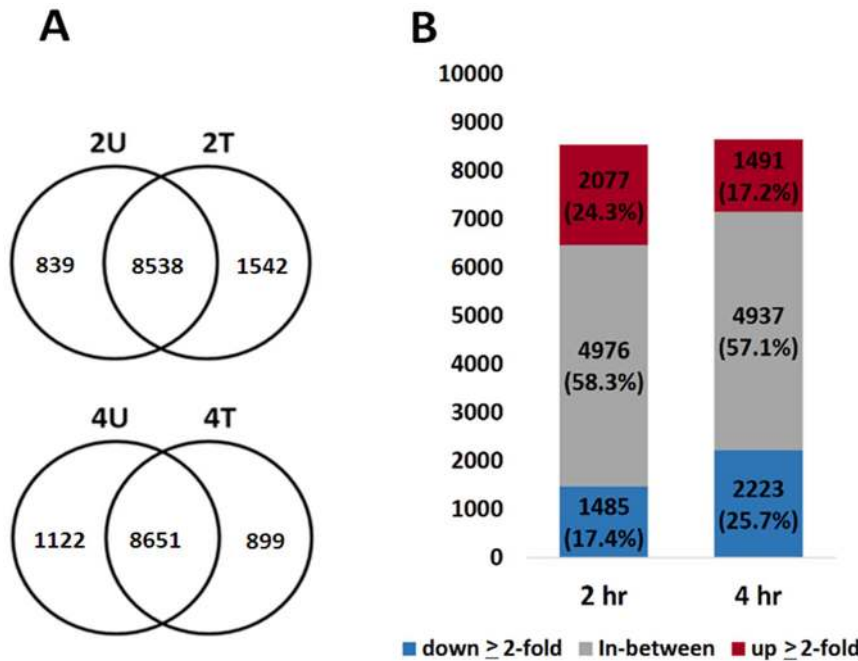 A
2U 2T
839 8538 1542
4U 4T
1122 8651 899
B
10000
9000
8000
7000
6000
5000
4000
3000
2000
1000
0
2077
(24.3%)
4976
(58.3%)
1485
(17.4%)
1491
(17.2%)
4937
(57.1%)
2223
(25.7%)
2 hr 4 hr
down ≥ 2-fold In-between up ≥ 2-fold